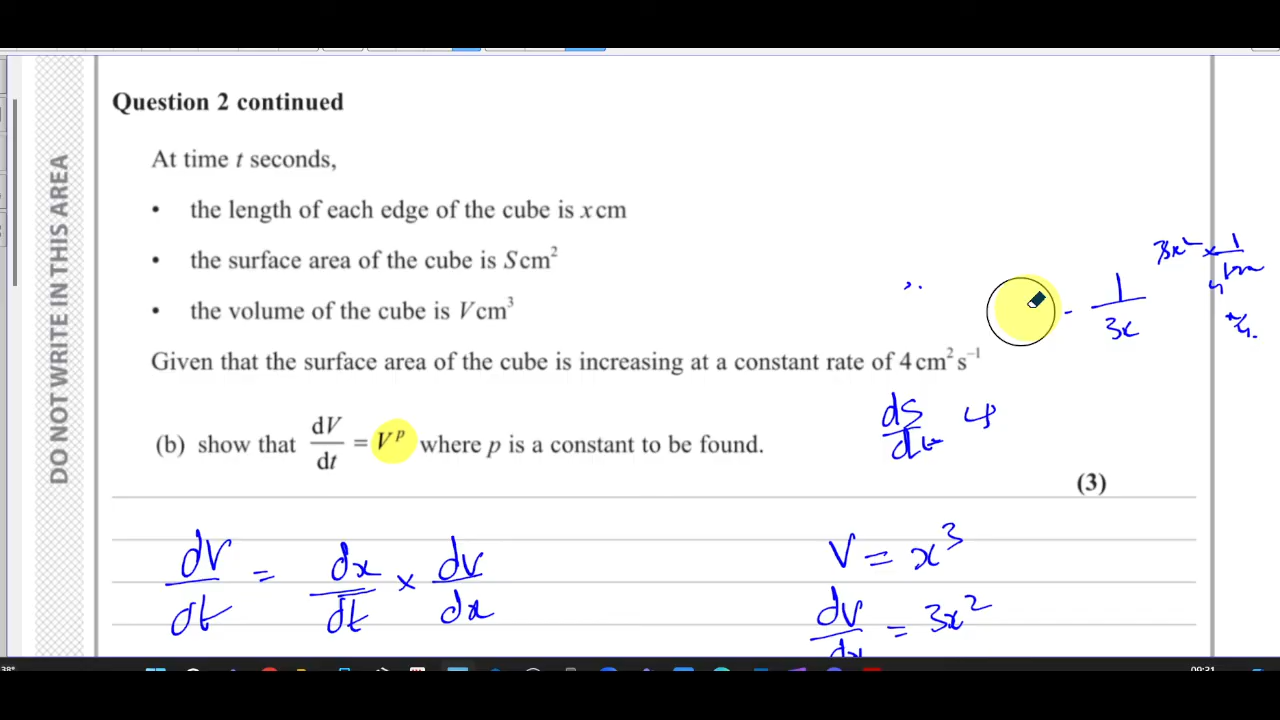 DO NOT WRITE IN THIS AREA
Question 2 continued
At time t seconds,
• the length of each edge of the cube is x cm
• the surface area of the cube is S cm²
• the volume of the cube is V cm³
Given that the surface area of the cube is increasing at a constant rate of 4 cm² s⁻¹
(b) show that dV/dt = Vᵖ where p is a constant to be found.
(3)
3x² × 1
- 1/3x
dS/dt 4
dV/dt = dx/dt × dV/dx
V = x³
dV/dx = 3x²
38°
09:31